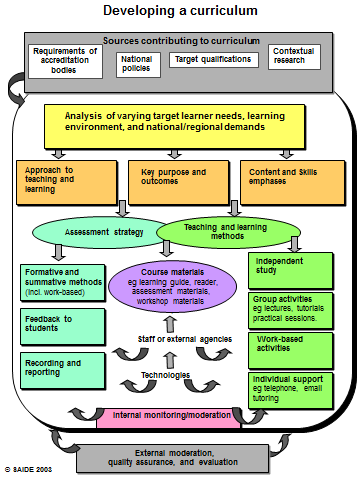 Developing a curriculum
Sources contributing to curriculum
Requirements of
accreditation
bodies
National
policies
Target qualifications
Contextual
research
Analysis of varying target learner needs, learning
environment, and national/regional demands
Approach to
teaching and
learning
Key purpose and
outcomes
Content and Skills
emphases
Assessment strategy
Teaching and learning
methods
Formative and
summative methods
(incl. work-based)
Feedback to
students
Recording and
reporting
Course materials
eg learning guide, reader,
assessment materials,
workshop materials
Staff or external agencies
Technologies
Independent
study
Group activities
eg lectures, tutorials
practical sessions.
Work-based
activities
Individual support
eg telephone, email
tutoring
Internal monitoring/moderation
External moderation,
quality assurance, and evaluation
© SAIDE 2003